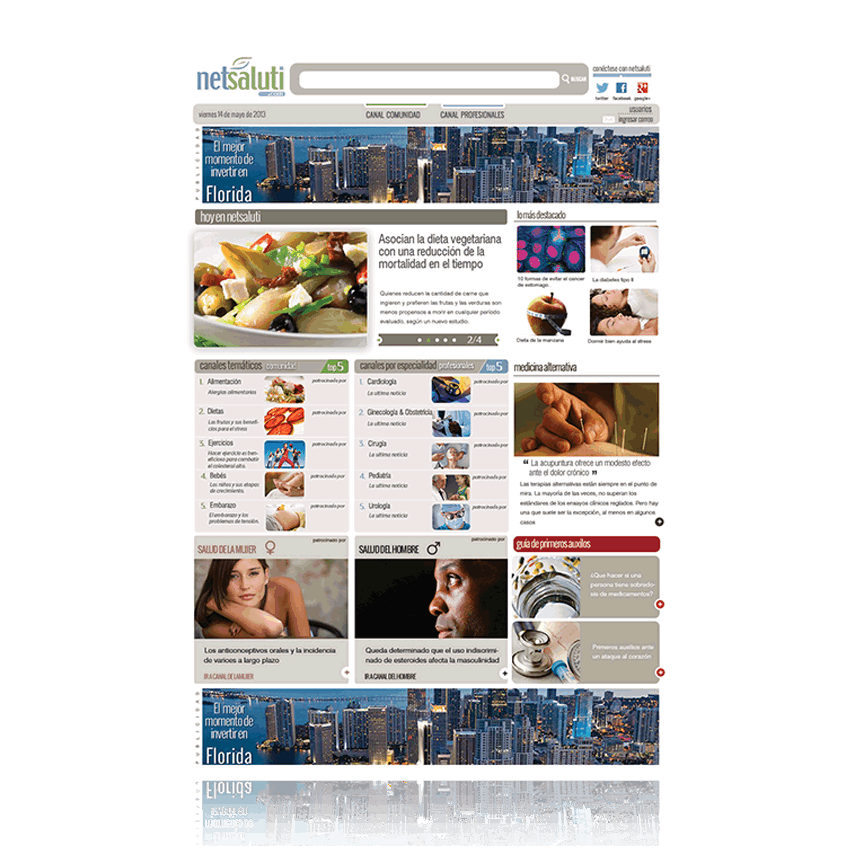 netsaluti
.com
BUSCAR
conéctese con netsaluti
twitter
facebook
google+
viernes 14 de mayo de 2013
CANAL COMUNIDAD
CANAL PROFESIONALES
usuarios
ingresar correo
PUBLICIDAD
El mejor
momento de
invertir en
Florida
hoy en netsaluti
Asocian la dieta vegetariana
con una reducción de la
mortalidad en el tiempo
Quienes reducen la cantidad de carne que
ingieren y prefieren las frutas y las verduras son
menos propensos a morir en cualquier período
evaluado, según un nuevo estudio.
2/4
lo más destacado
10 formas de evitar el cancer
de estomago
La diabetes tipo II
Dieta de la manzana
Dormir bien ayuda al stress
canales temáticos comunidad top 5
1. Alimentación
Alergias alimentarias
patrocinado por
2. Dietas
Las frutas y sus benefi-
cios para el stress
patrocinado por
3. Ejercicios
Hacer ejercicio es ben-
eficioso para combatir
el colesterol alto.
patrocinado por
4. Bebés
Los niños y sus etapas
de crecimiento.
patrocinado por
5. Embarazo
El embarazo y los
problemas de tensión.
patrocinado por
canales por especialidad profesionales top 5
1. Cardiología
La ultima noticia
patrocinado por
2. Ginecología & Obstetricia
La ultima noticia
patrocinado por
3. Cirugía
La ultima noticia
patrocinado por
4. Pediatría
La ultima noticia
patrocinado por
5. Urología
La ultima noticia
patrocinado por
medicina alternativa
“ La acupuntura ofrece un modesto efecto
ante el dolor crónico ”
Las terapias alternativas están siempre en el punto de
mira. La mayoría de las veces, no superan los
estándares de los ensayos clínicos reglados. Pero hay
una que suele ser la excepción, al menos en algunos
casos
SALUD DE LA MUJER
patrocinado por
Los anticonceptivos orales y la incidencia
de varices a largo plazo
IR A CANAL DE LA MUJER
SALUD DEL HOMBRE
patrocinado por
Queda determinado que el uso indiscrimi-
nado de esteroides afecta la masculinidad
IR A CANAL DEL HOMBRE
guía de primeros auxilios
¿Que hacer si una
persona tiene sobredo-
sis de medicamentos?
Primeros auxilios ante
un ataque al corazón
PUBLICIDAD
El mejor
momento de
invertir en
Florida